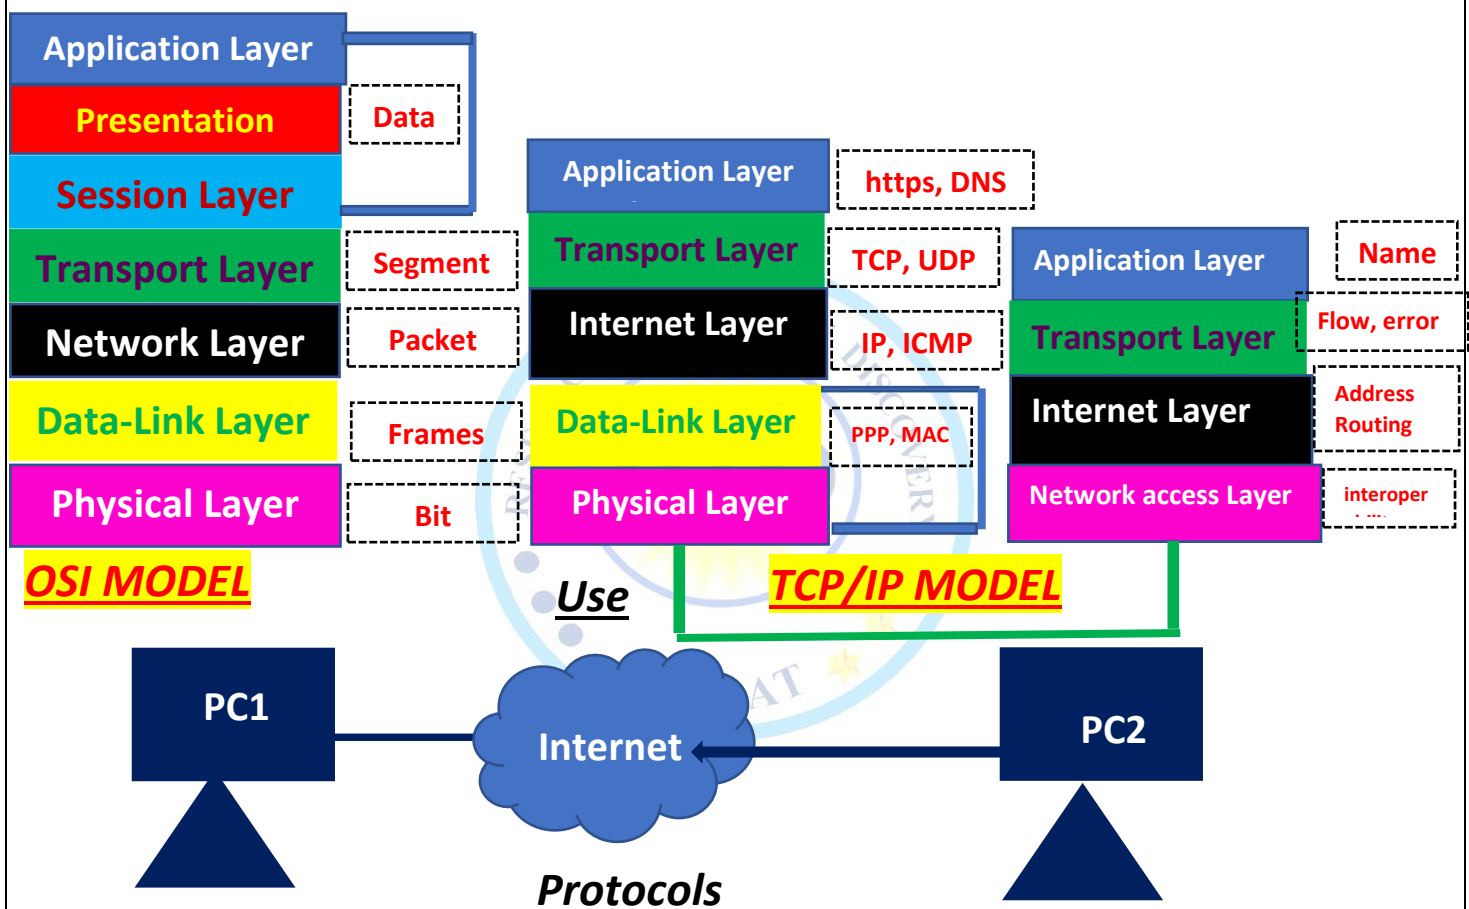 Application Layer
Presentation
Data
Session Layer
Transport Layer
Segment
Network Layer
Packet
Data-Link Layer
Frames
Physical Layer
Bit
OSI MODEL
Application Layer
https, DNS
Transport Layer
TCP, UDP
Internet Layer
IP, ICMP
Data-Link Layer
PPP, MAC
Physical Layer
Application Layer
Name
Transport Layer
Flow, error
Internet Layer
Address
Routing
Network access Layer
interoper
Use
TCP/IP MODEL
DISCOVERY
PC1
Internet
PC2
Protocols